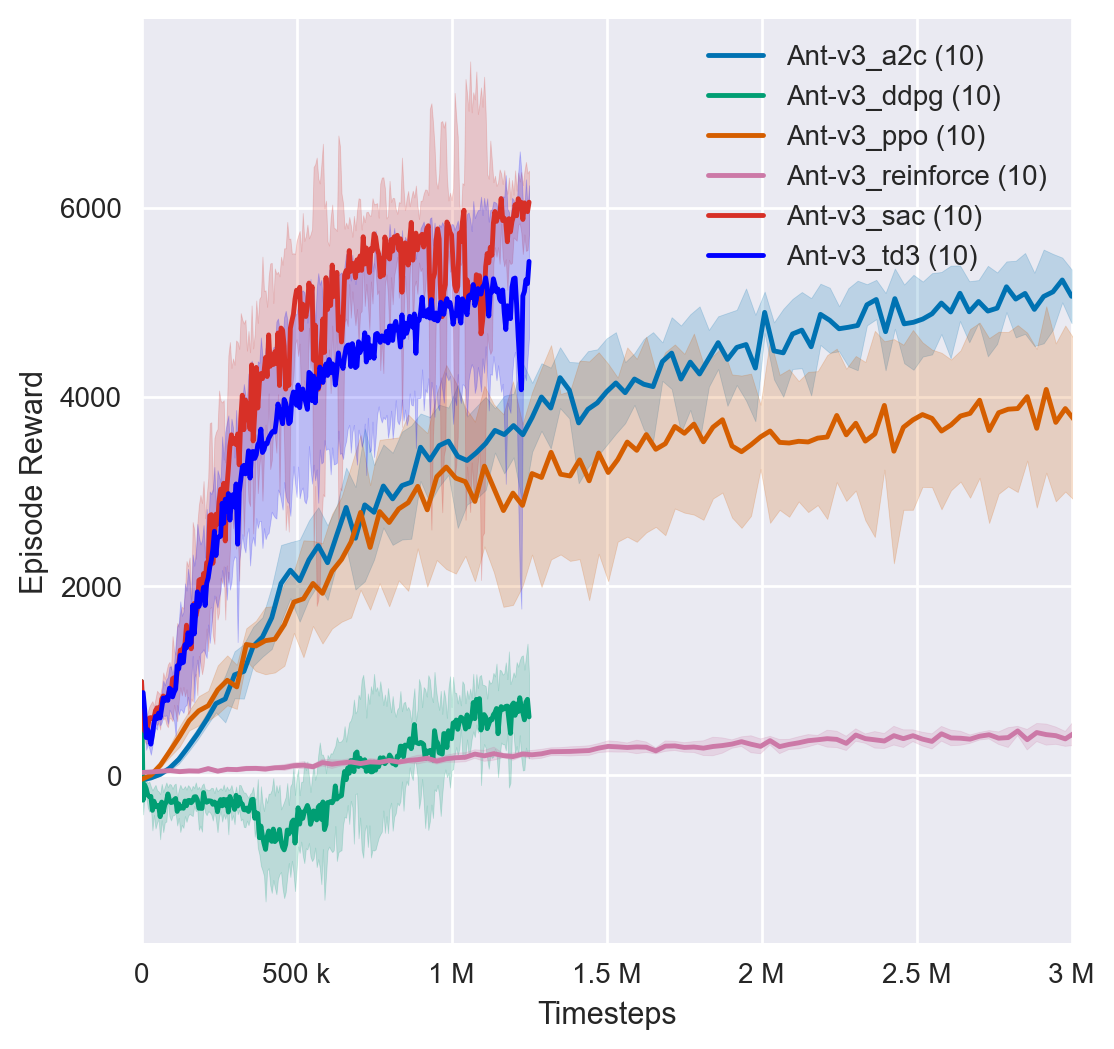 Ant-v3_a2c (10)
Ant-v3_ddpg (10)
Ant-v3_ppo (10)
Ant-v3_reinforce (10)
Ant-v3_sac (10)
Ant-v3_td3 (10)
Episode Reward
6000
4000
2000
0
0 500 k 1 M 1.5 M 2 M 2.5 M 3 M
Timesteps